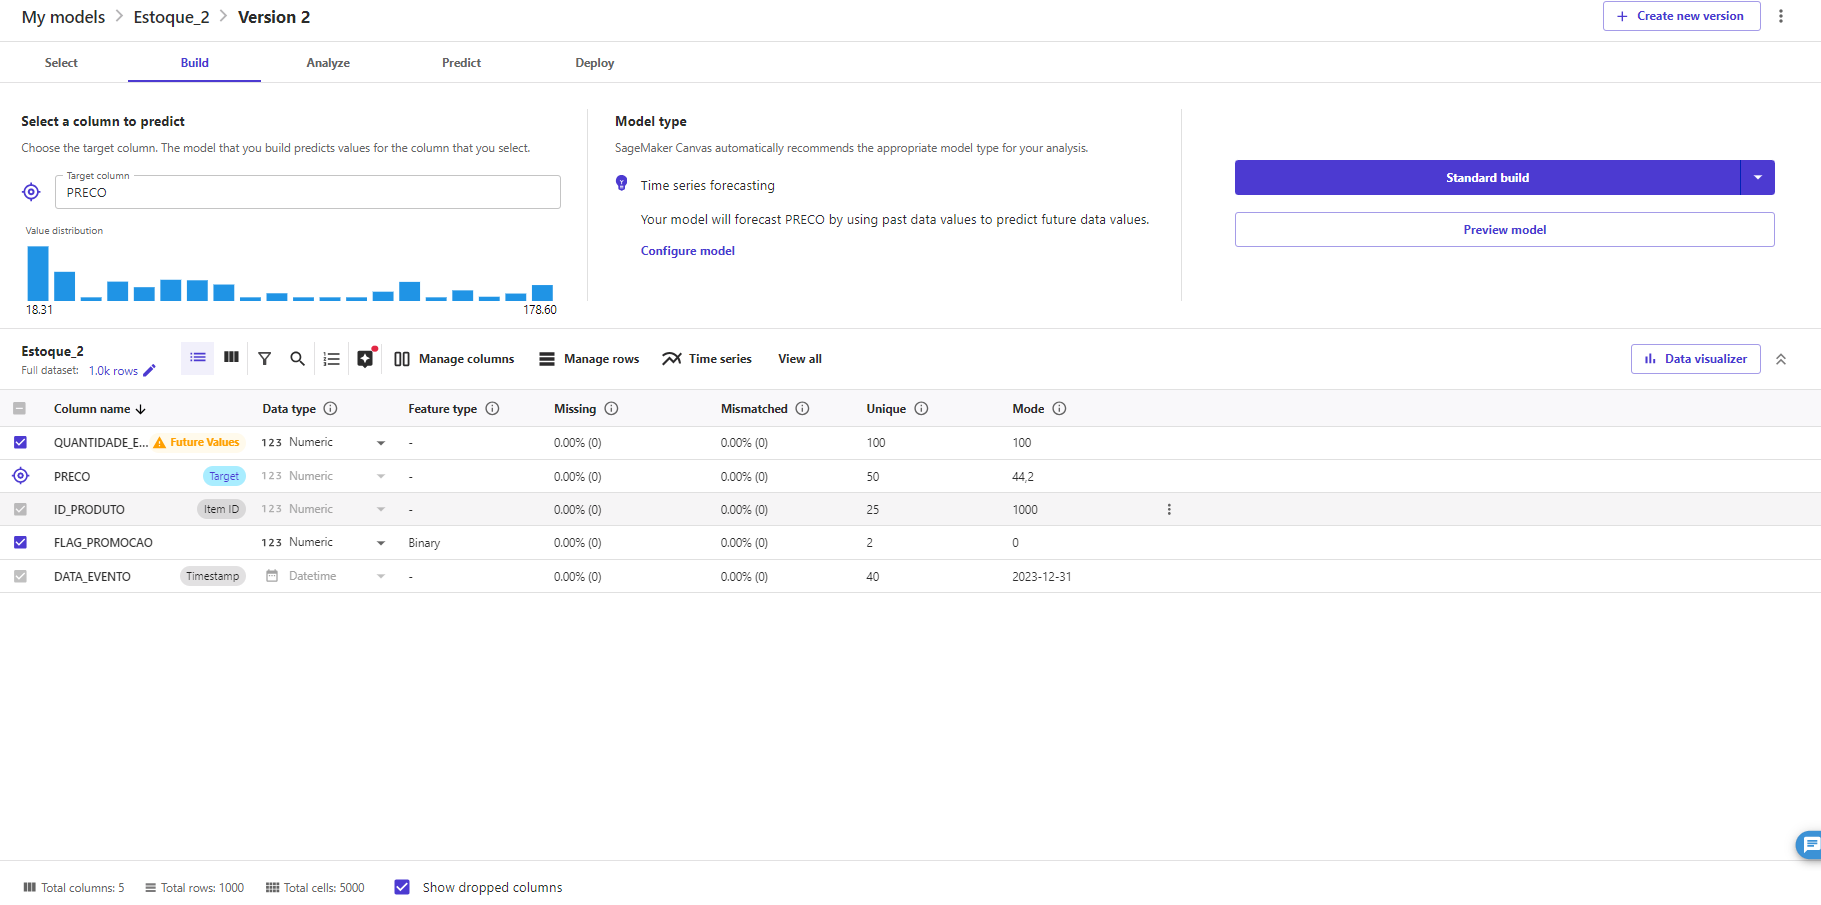 My models > Estoque_2 > Version 2
+ Create new version
Select Build Analyze Predict Deploy
Select a column to predict
Choose the target column. The model that you build predicts values for the column that you select.
Target column
PRECO
Value distribution
18.31 178.60
Model type
SageMaker Canvas automatically recommends the appropriate model type for your analysis.
Time series forecasting
Your model will forecast PRECO by using past data values to predict future data values.
Configure model
Standard build
Preview model
Estoque_2
Full dataset: 1.0k rows
Manage columns Manage rows Time series View all
Data visualizer
Column name Data type Feature type Missing Mismatched Unique Mode
QUANTIDADE_E... Future Values 123 Numeric - 0.00% (0) 0.00% (0) 100 100
PRECO Target 123 Numeric - 0.00% (0) 0.00% (0) 50 44,2
ID_PRODUTO Item ID 123 Numeric - 0.00% (0) 0.00% (0) 25 1000
FLAG_PROMOCAO 123 Numeric Binary 0.00% (0) 0.00% (0) 2 0
DATA_EVENTO Timestamp Datetime - 0.00% (0) 0.00% (0) 40 2023-12-31
Total columns: 5 Total rows: 1000 Total cells: 5000 Show dropped columns